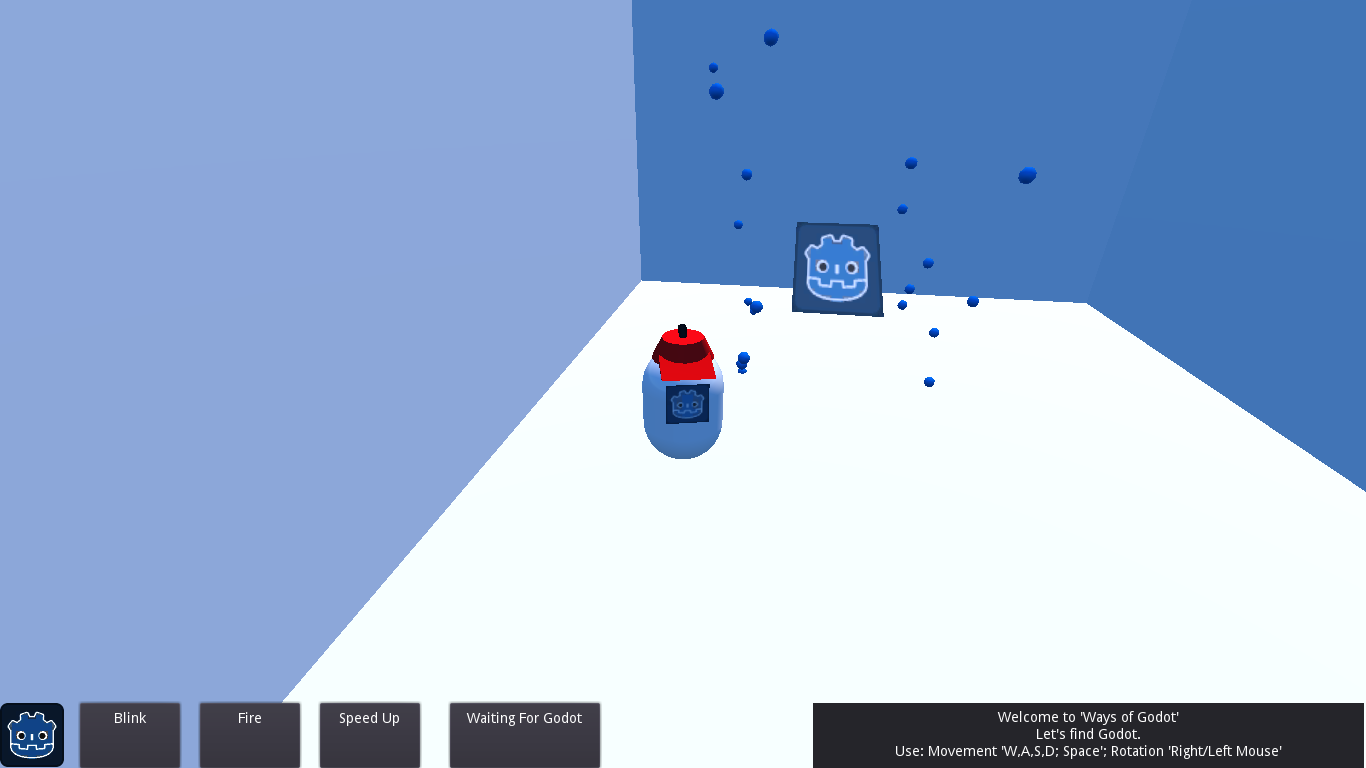 Blink
Fire
Speed Up
Waiting For Godot
Welcome to 'Ways of Godot'
Let's find Godot.
Use: Movement 'W,A,S,D; Space'; Rotation 'Right/Left Mouse'